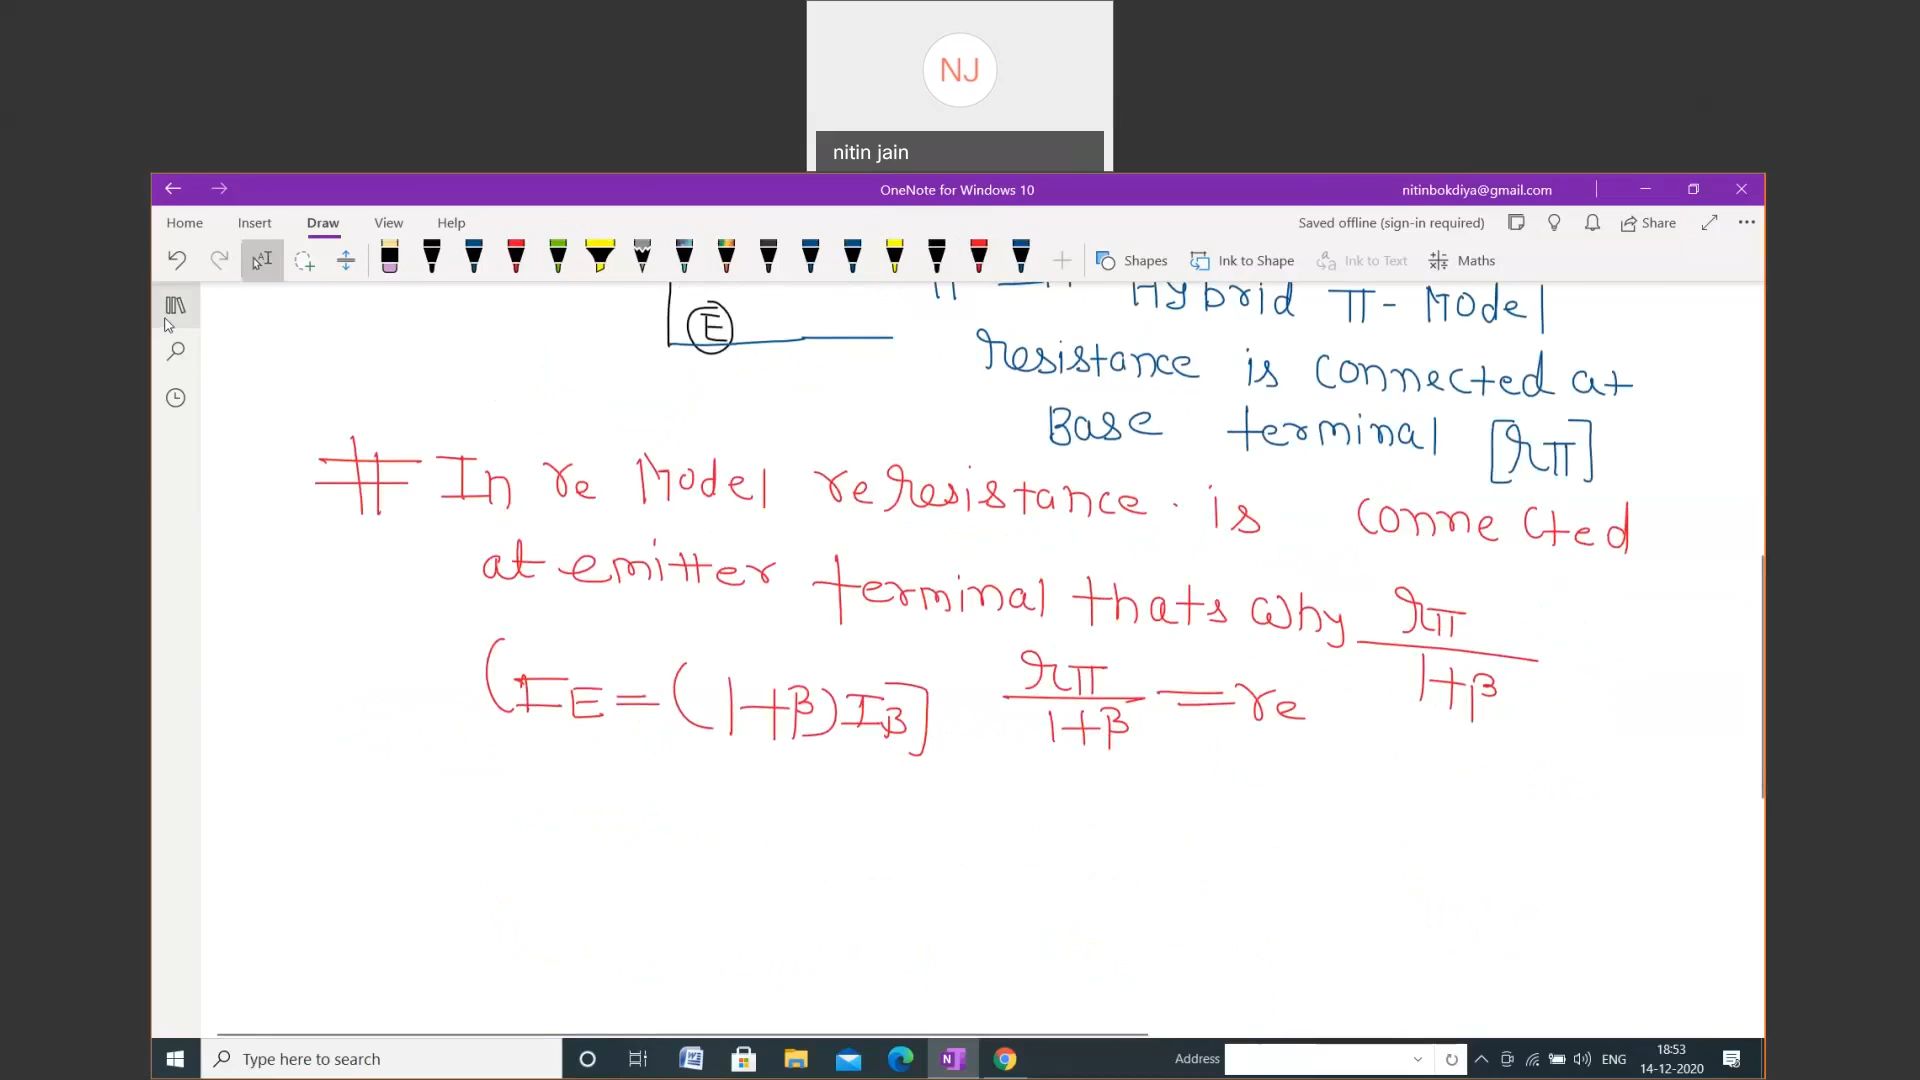 NJ
nitin jain
OneNote for Windows 10
nitinbokdiya@gmail.com
Home Insert Draw View Help
Saved offline (sign-in required)
Share
Shapes
Ink to Shape
Ink to Text
Maths
E
# In Hybrid π- Model
resistance is connected at
Base terminal [rπ]
# In re Model re resistance. is connected
at emitter terminal thats why rπ/1+β
(IE = (1+β)IB] rπ/1+β = re
Type here to search
Address
ENG
18:53
14-12-2020